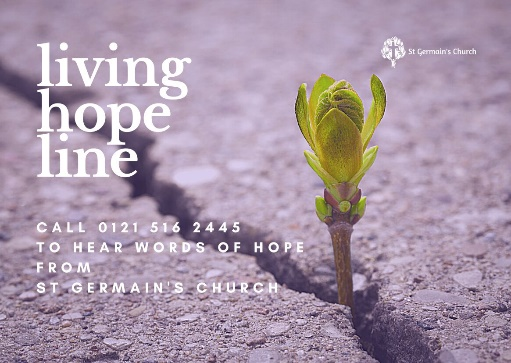 living
hope
line
St Germain's Church
CALL 0121 516 2445
TO HEAR WORDS OF HOPE
FROM
ST GERMAIN'S CHURCH